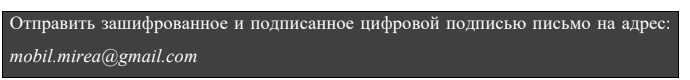 Отправить зашифрованное и подписанное цифровой подписью письмо на адрес:
mobil.mirea@gmail.com